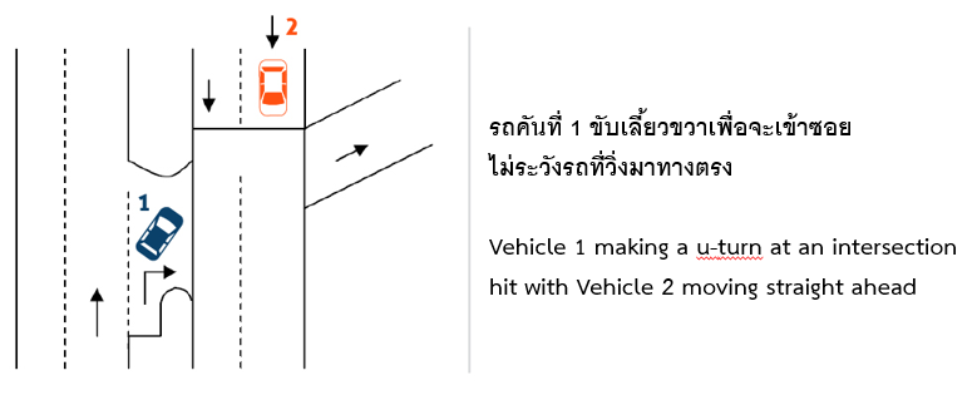 2
1
รถคันที่ 1 ขับเลี้ยวขวาเพื่อจะเข้าซอย
ไม่ระวังรถที่วิ่งมาทางตรง
Vehicle 1 making a u-turn at an intersection
hit with Vehicle 2 moving straight ahead